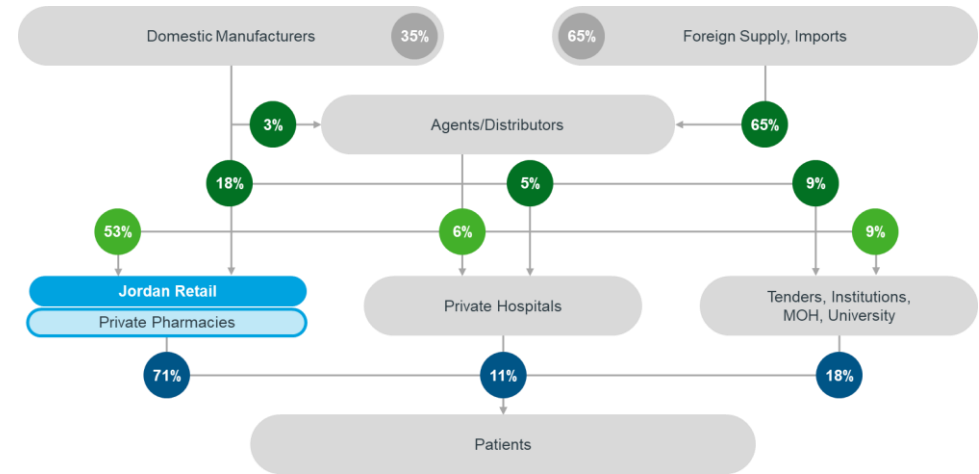 Domestic Manufacturers
35%
65%
Foreign Supply, Imports
3%
Agents/Distributors
65%
18%
5%
9%
53%
6%
9%
Jordan Retail
Private Pharmacies
Private Hospitals
Tenders, Institutions,
MOH, University
71%
11%
18%
Patients